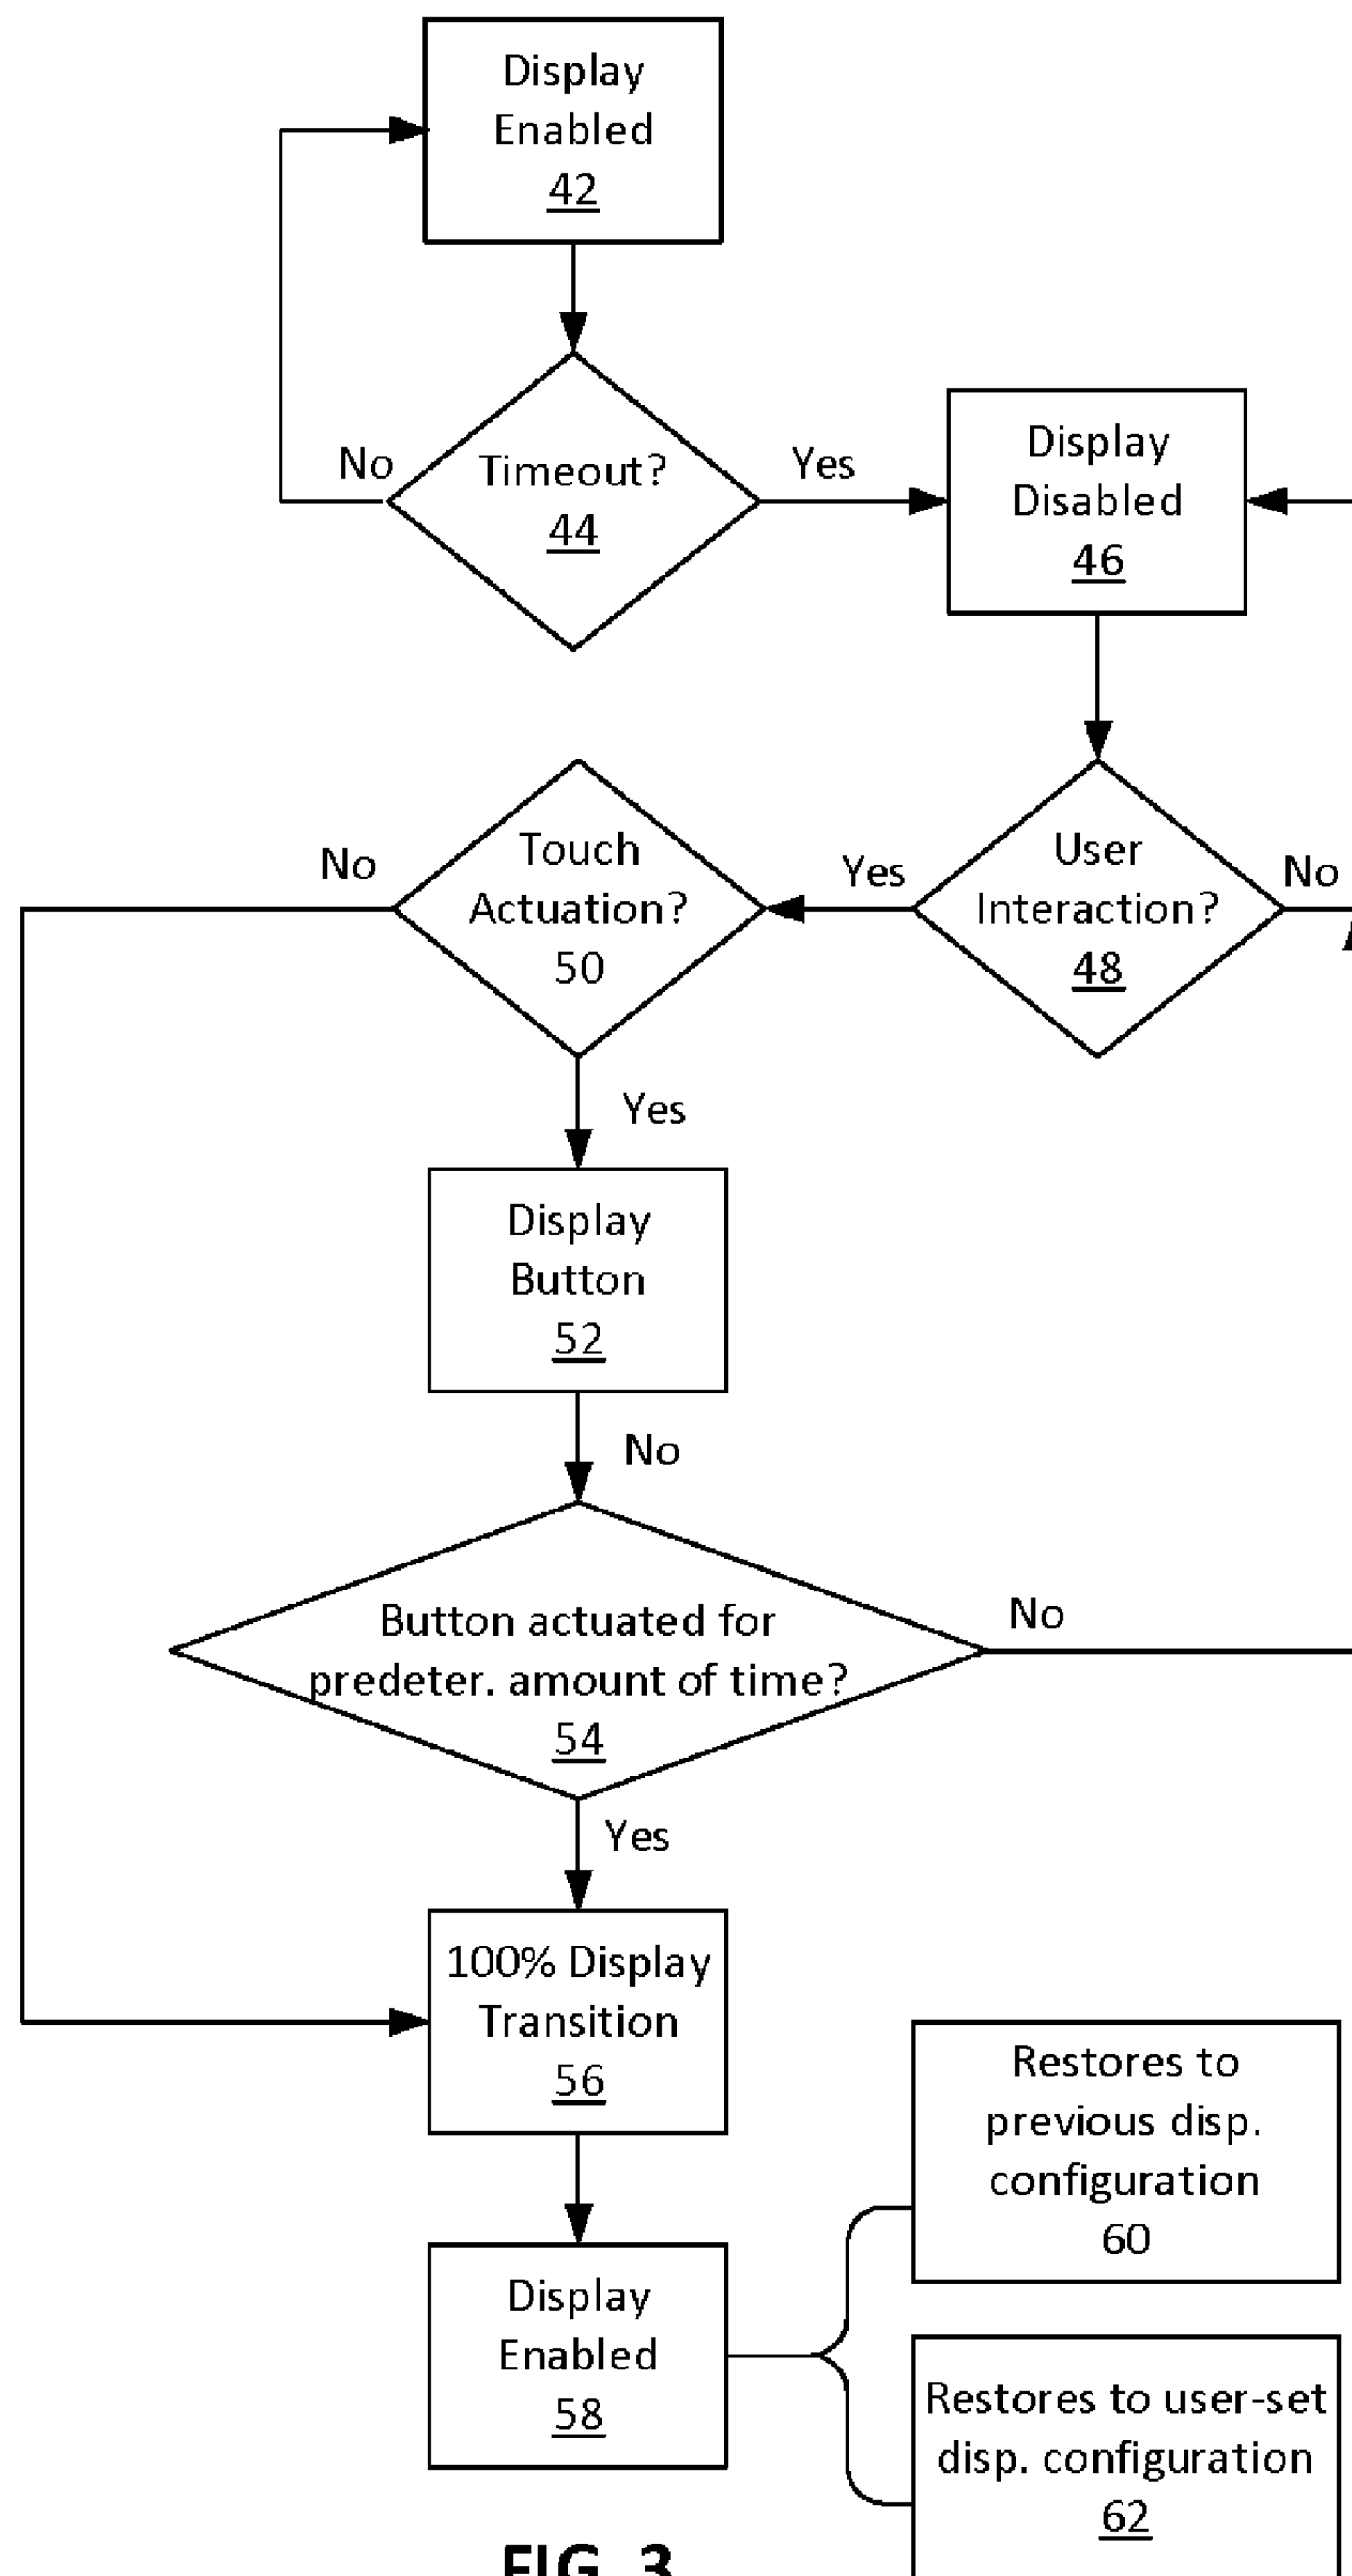 Display
Enabled
42
No
Timeout?
44
Yes
Display
Disabled
46
No
Touch
Actuation?
50
Yes
User
Interaction?
48
No
Yes
Display
Button
52
No
Button actuated for
predeter. amount of time?
54
No
Yes
100% Display
Transition
56
Restores to
previous disp.
configuration
60
Display
Enabled
58
Restores to user-set
disp. configuration
62
FIG. 3